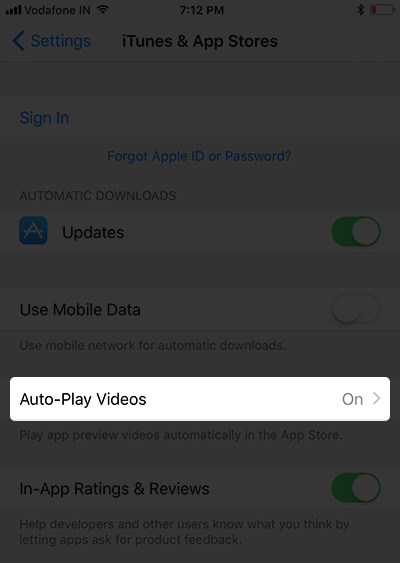 Vodafone IN 7:12 PM
Settings iTunes & App Stores
Sign In
Forgot Apple ID or Password?
AUTOMATIC DOWNLOADS
Updates
Use Mobile Data
Use mobile network for automatic downloads.
Auto-Play Videos On
Play app preview videos automatically in the App Store.
In-App Ratings & Reviews
Help developers and other users know what you think by
letting apps ask for product feedback.